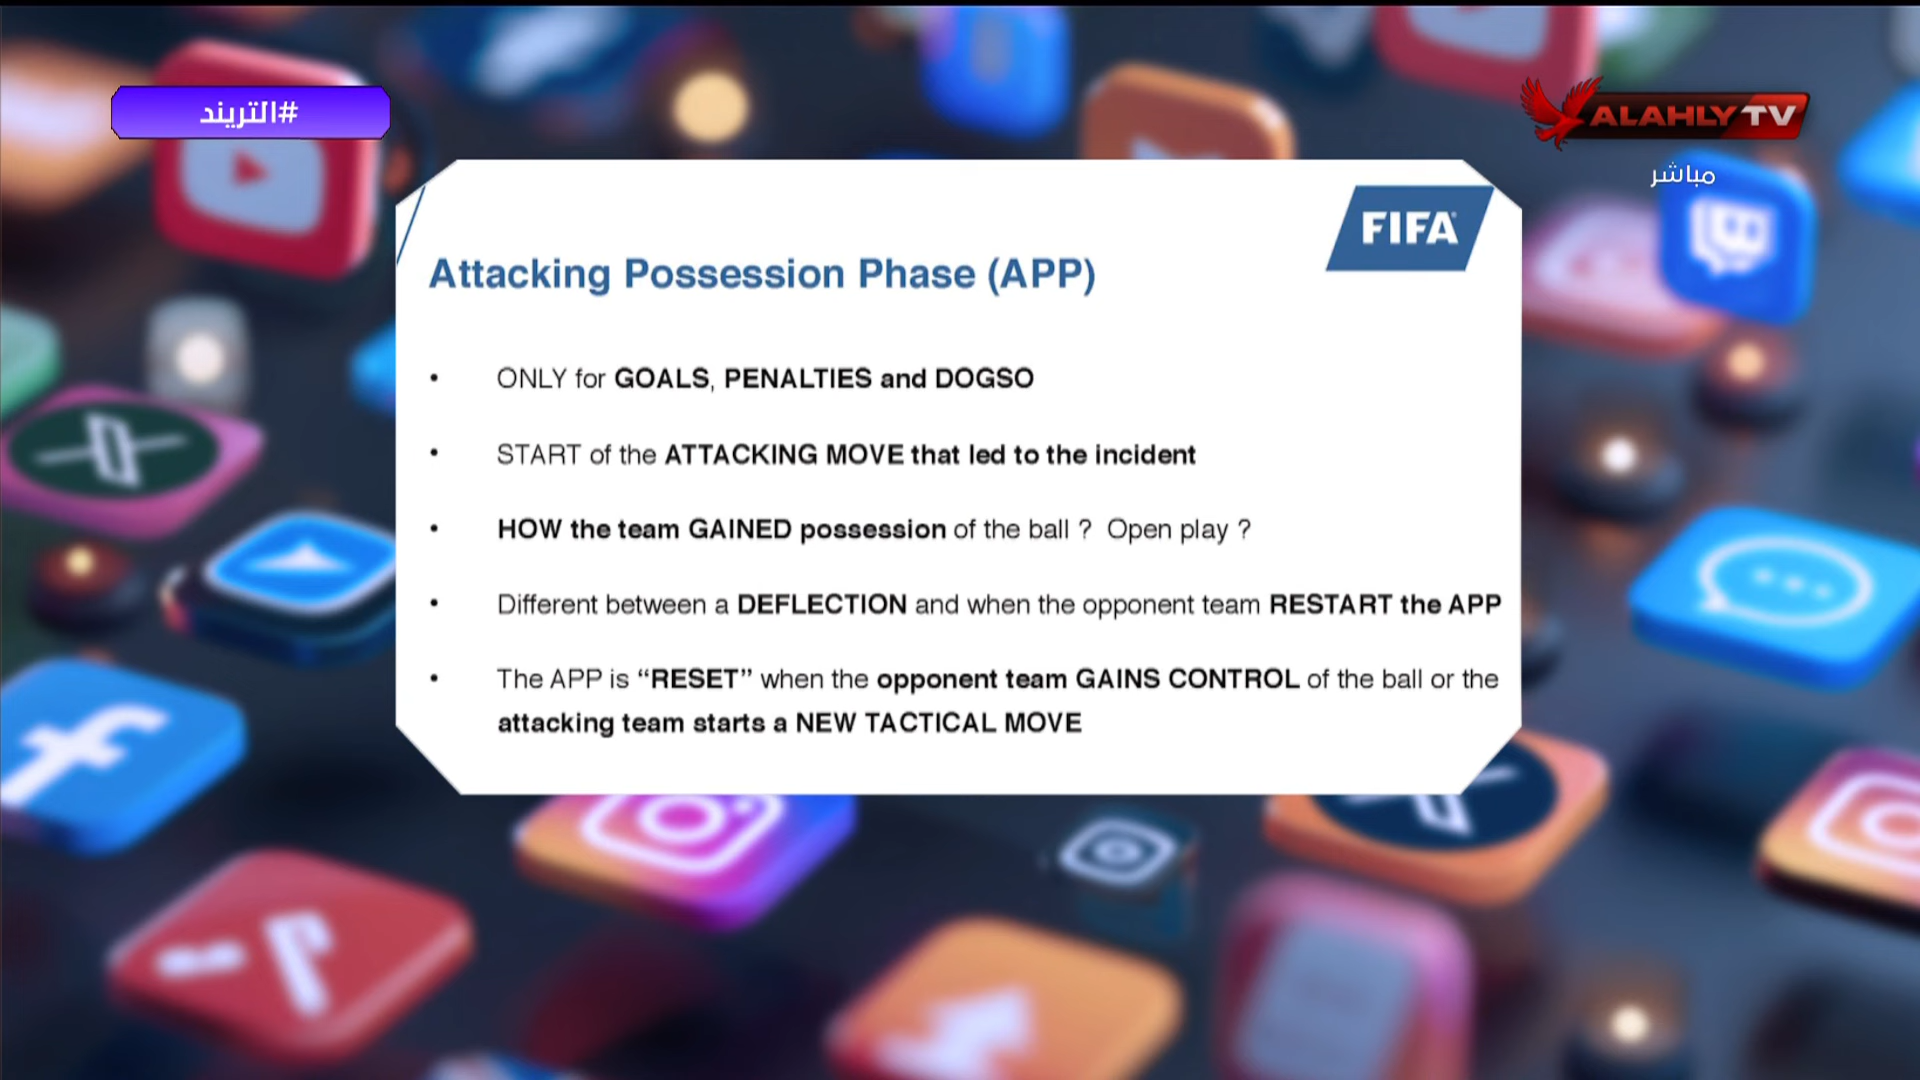 #التريند
ALAHLY TV
مباشر
FIFA
Attacking Possession Phase (APP)
• ONLY for GOALS, PENALTIES and DOGSO
• START of the ATTACKING MOVE that led to the incident
• HOW the team GAINED possession of the ball ? Open play ?
• Different between a DEFLECTION and when the opponent team RESTART the APP
• The APP is “RESET” when the opponent team GAINS CONTROL of the ball or the
attacking team starts a NEW TACTICAL MOVE